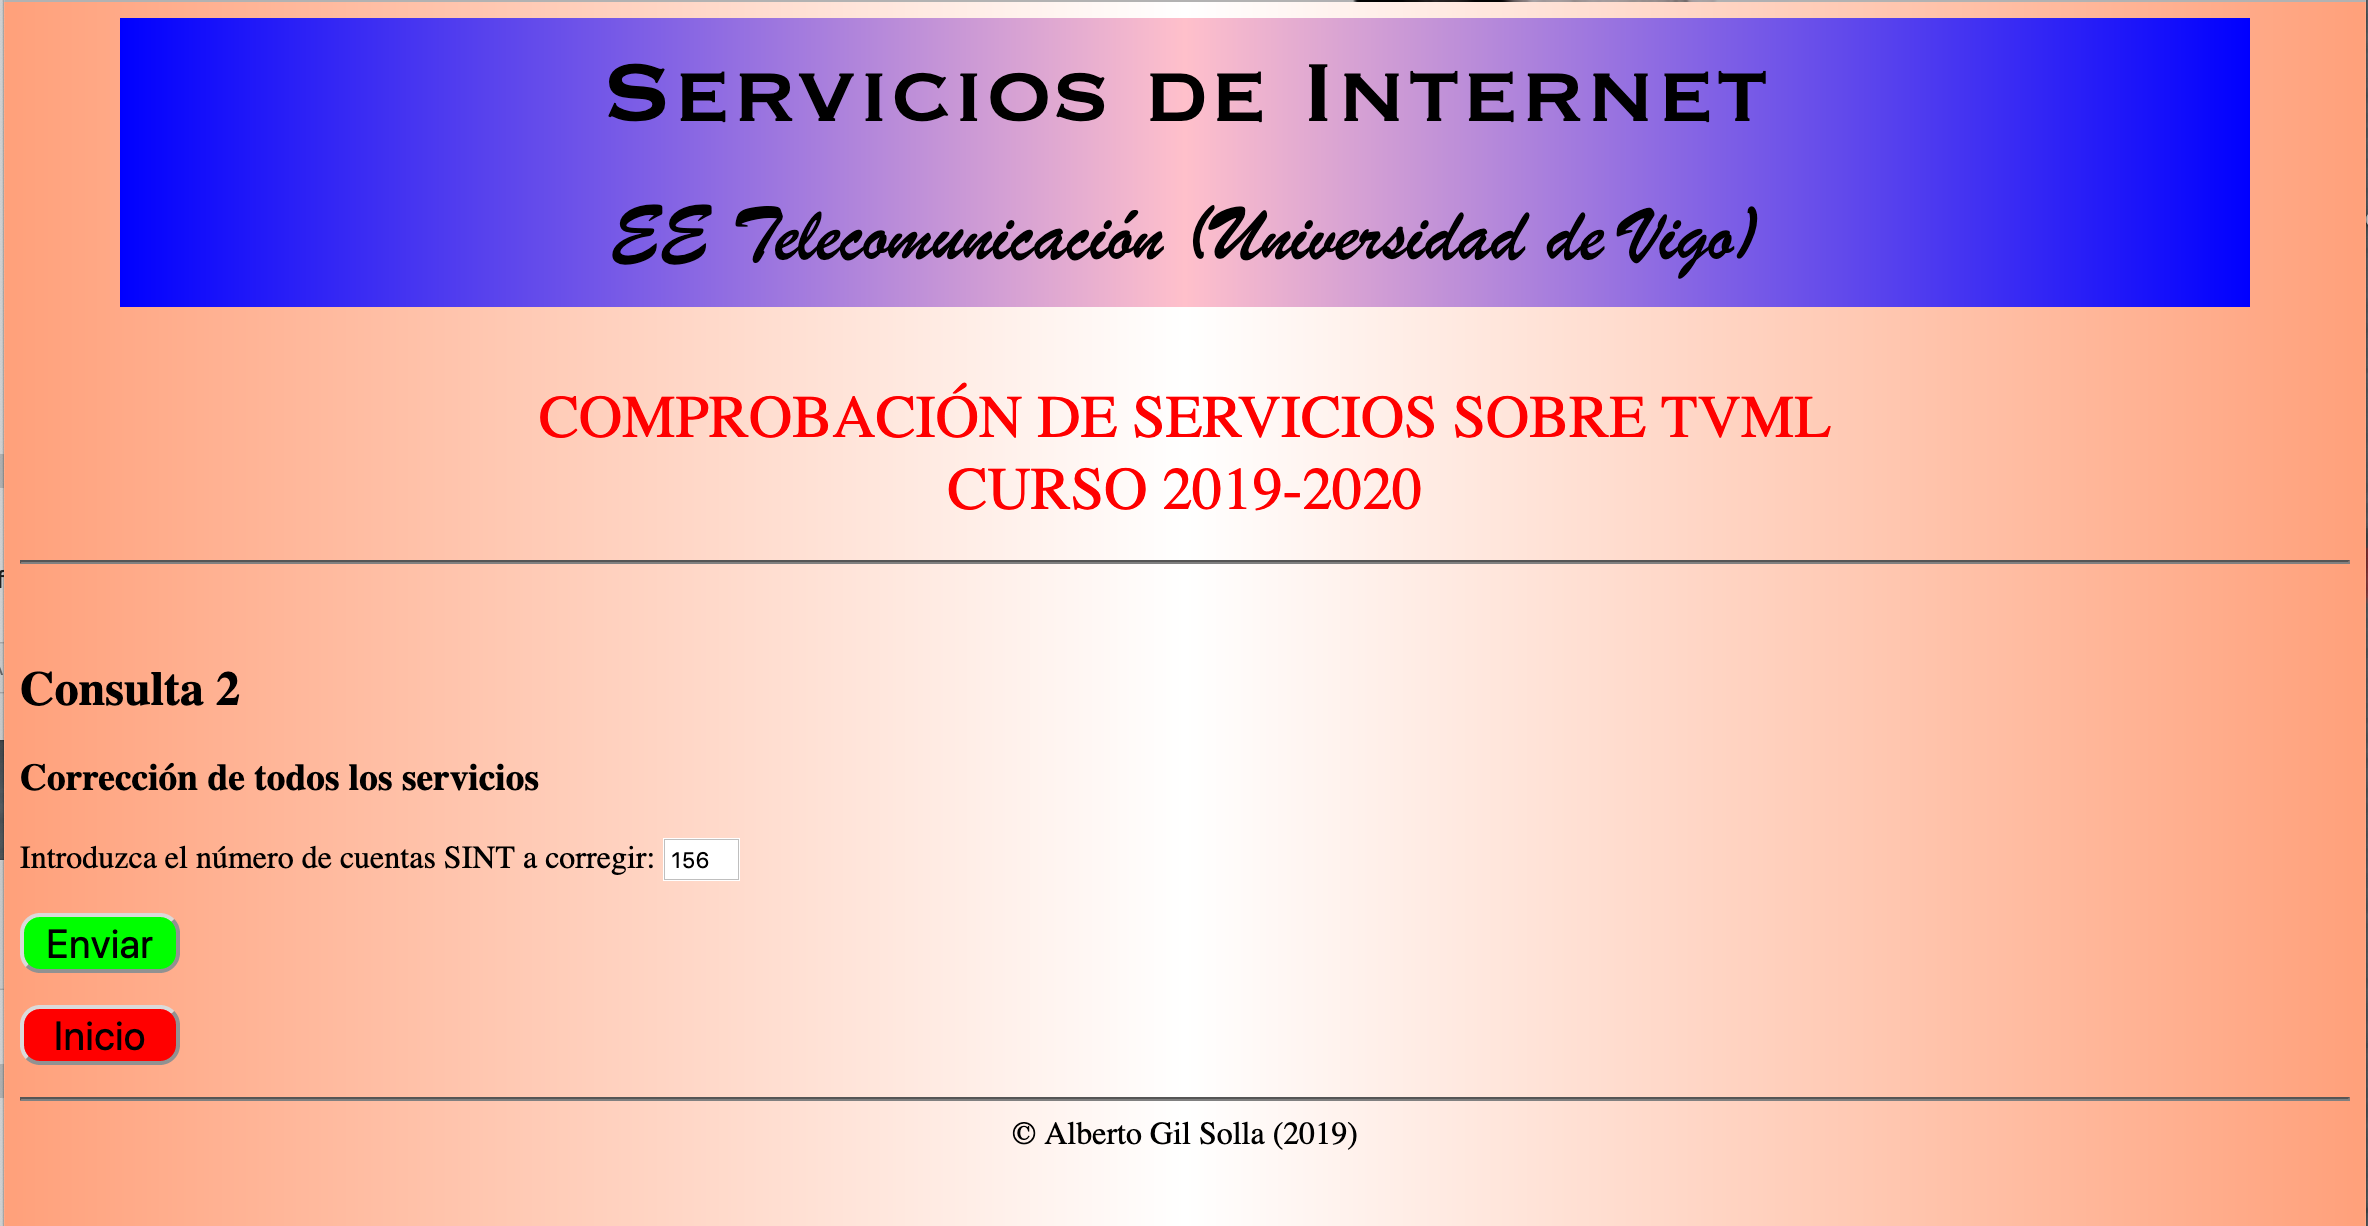 SERVICIOS DE INTERNET
EE Telecomunicación (Universidad de Vigo)
COMPROBACIÓN DE SERVICIOS SOBRE TVML
CURSO 2019-2020
Consulta 2
Corrección de todos los servicios
Introduzca el número de cuentas SINT a corregir: 156
Enviar
Inicio
© Alberto Gil Solla (2019)